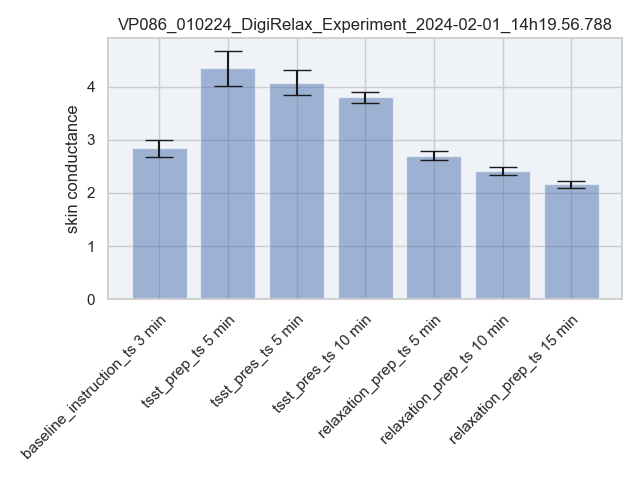 VP086_010224_DigiRelax_Experiment_2024-02-01_14h19.56.788
skin conductance
4
3
2
1
0
baseline_instruction_ts 3 min
tsst_prep_ts 5 min
tsst_pres_ts 5 min
tsst_pres_ts 10 min
relaxation_prep_ts 5 min
relaxation_prep_ts 10 min
relaxation_prep_ts 15 min